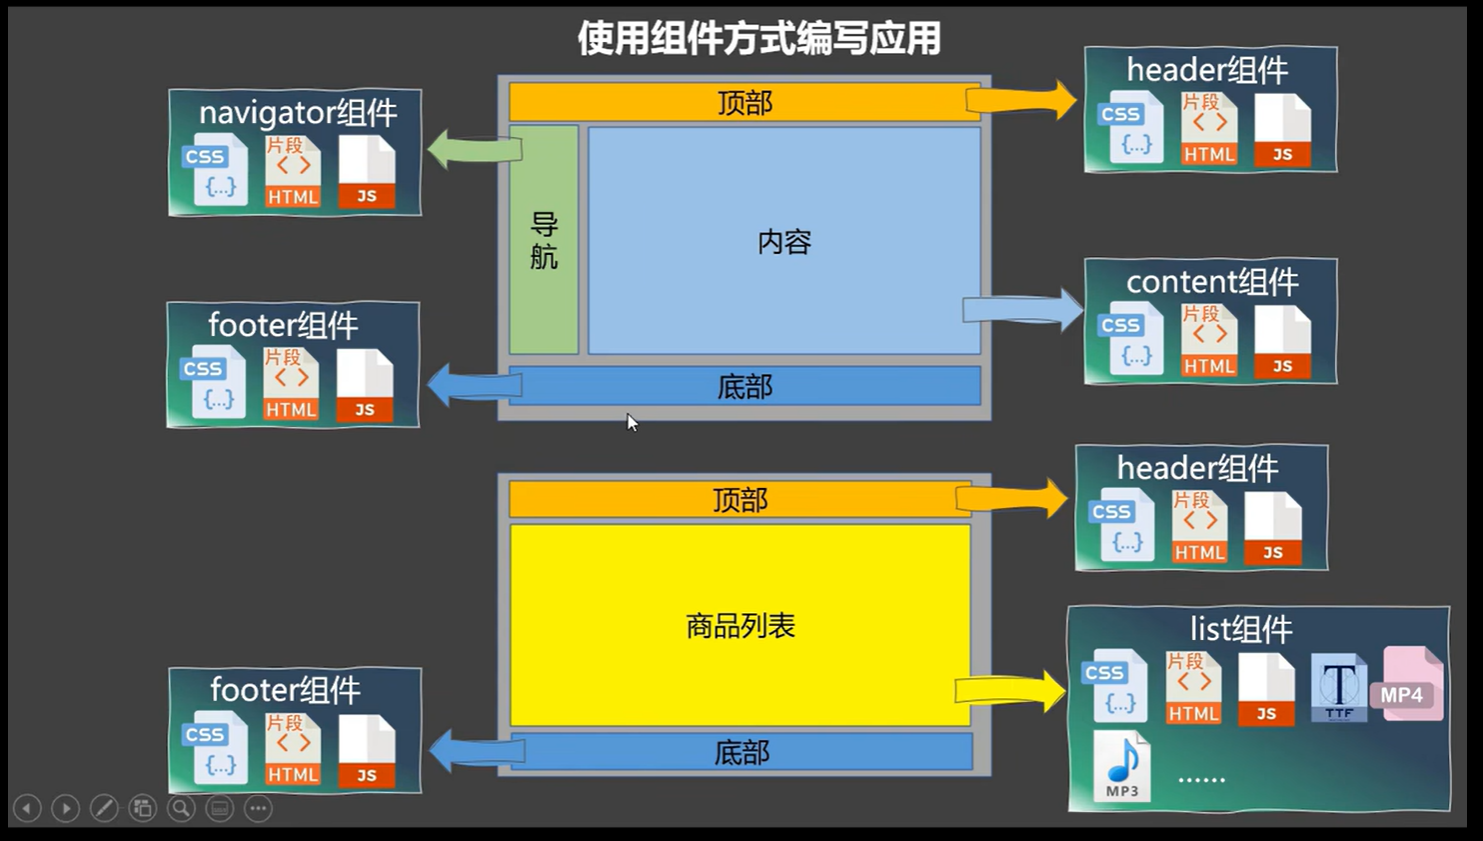 使用组件方式编写应用
navigator组件
CSS
{...}
片段
< >
HTML
JS
顶部
header组件
CSS
{...}
片段
< >
HTML
JS
导
航
内容
footer组件
CSS
{...}
片段
< >
HTML
JS
content组件
CSS
{...}
片段
< >
HTML
JS
底部
顶部
header组件
CSS
{...}
片段
< >
HTML
JS
商品列表
list组件
CSS
{...}
片段
< >
HTML
JS
T
TTF
MP4
MP3
......
footer组件
CSS
{...}
片段
< >
HTML
JS
底部